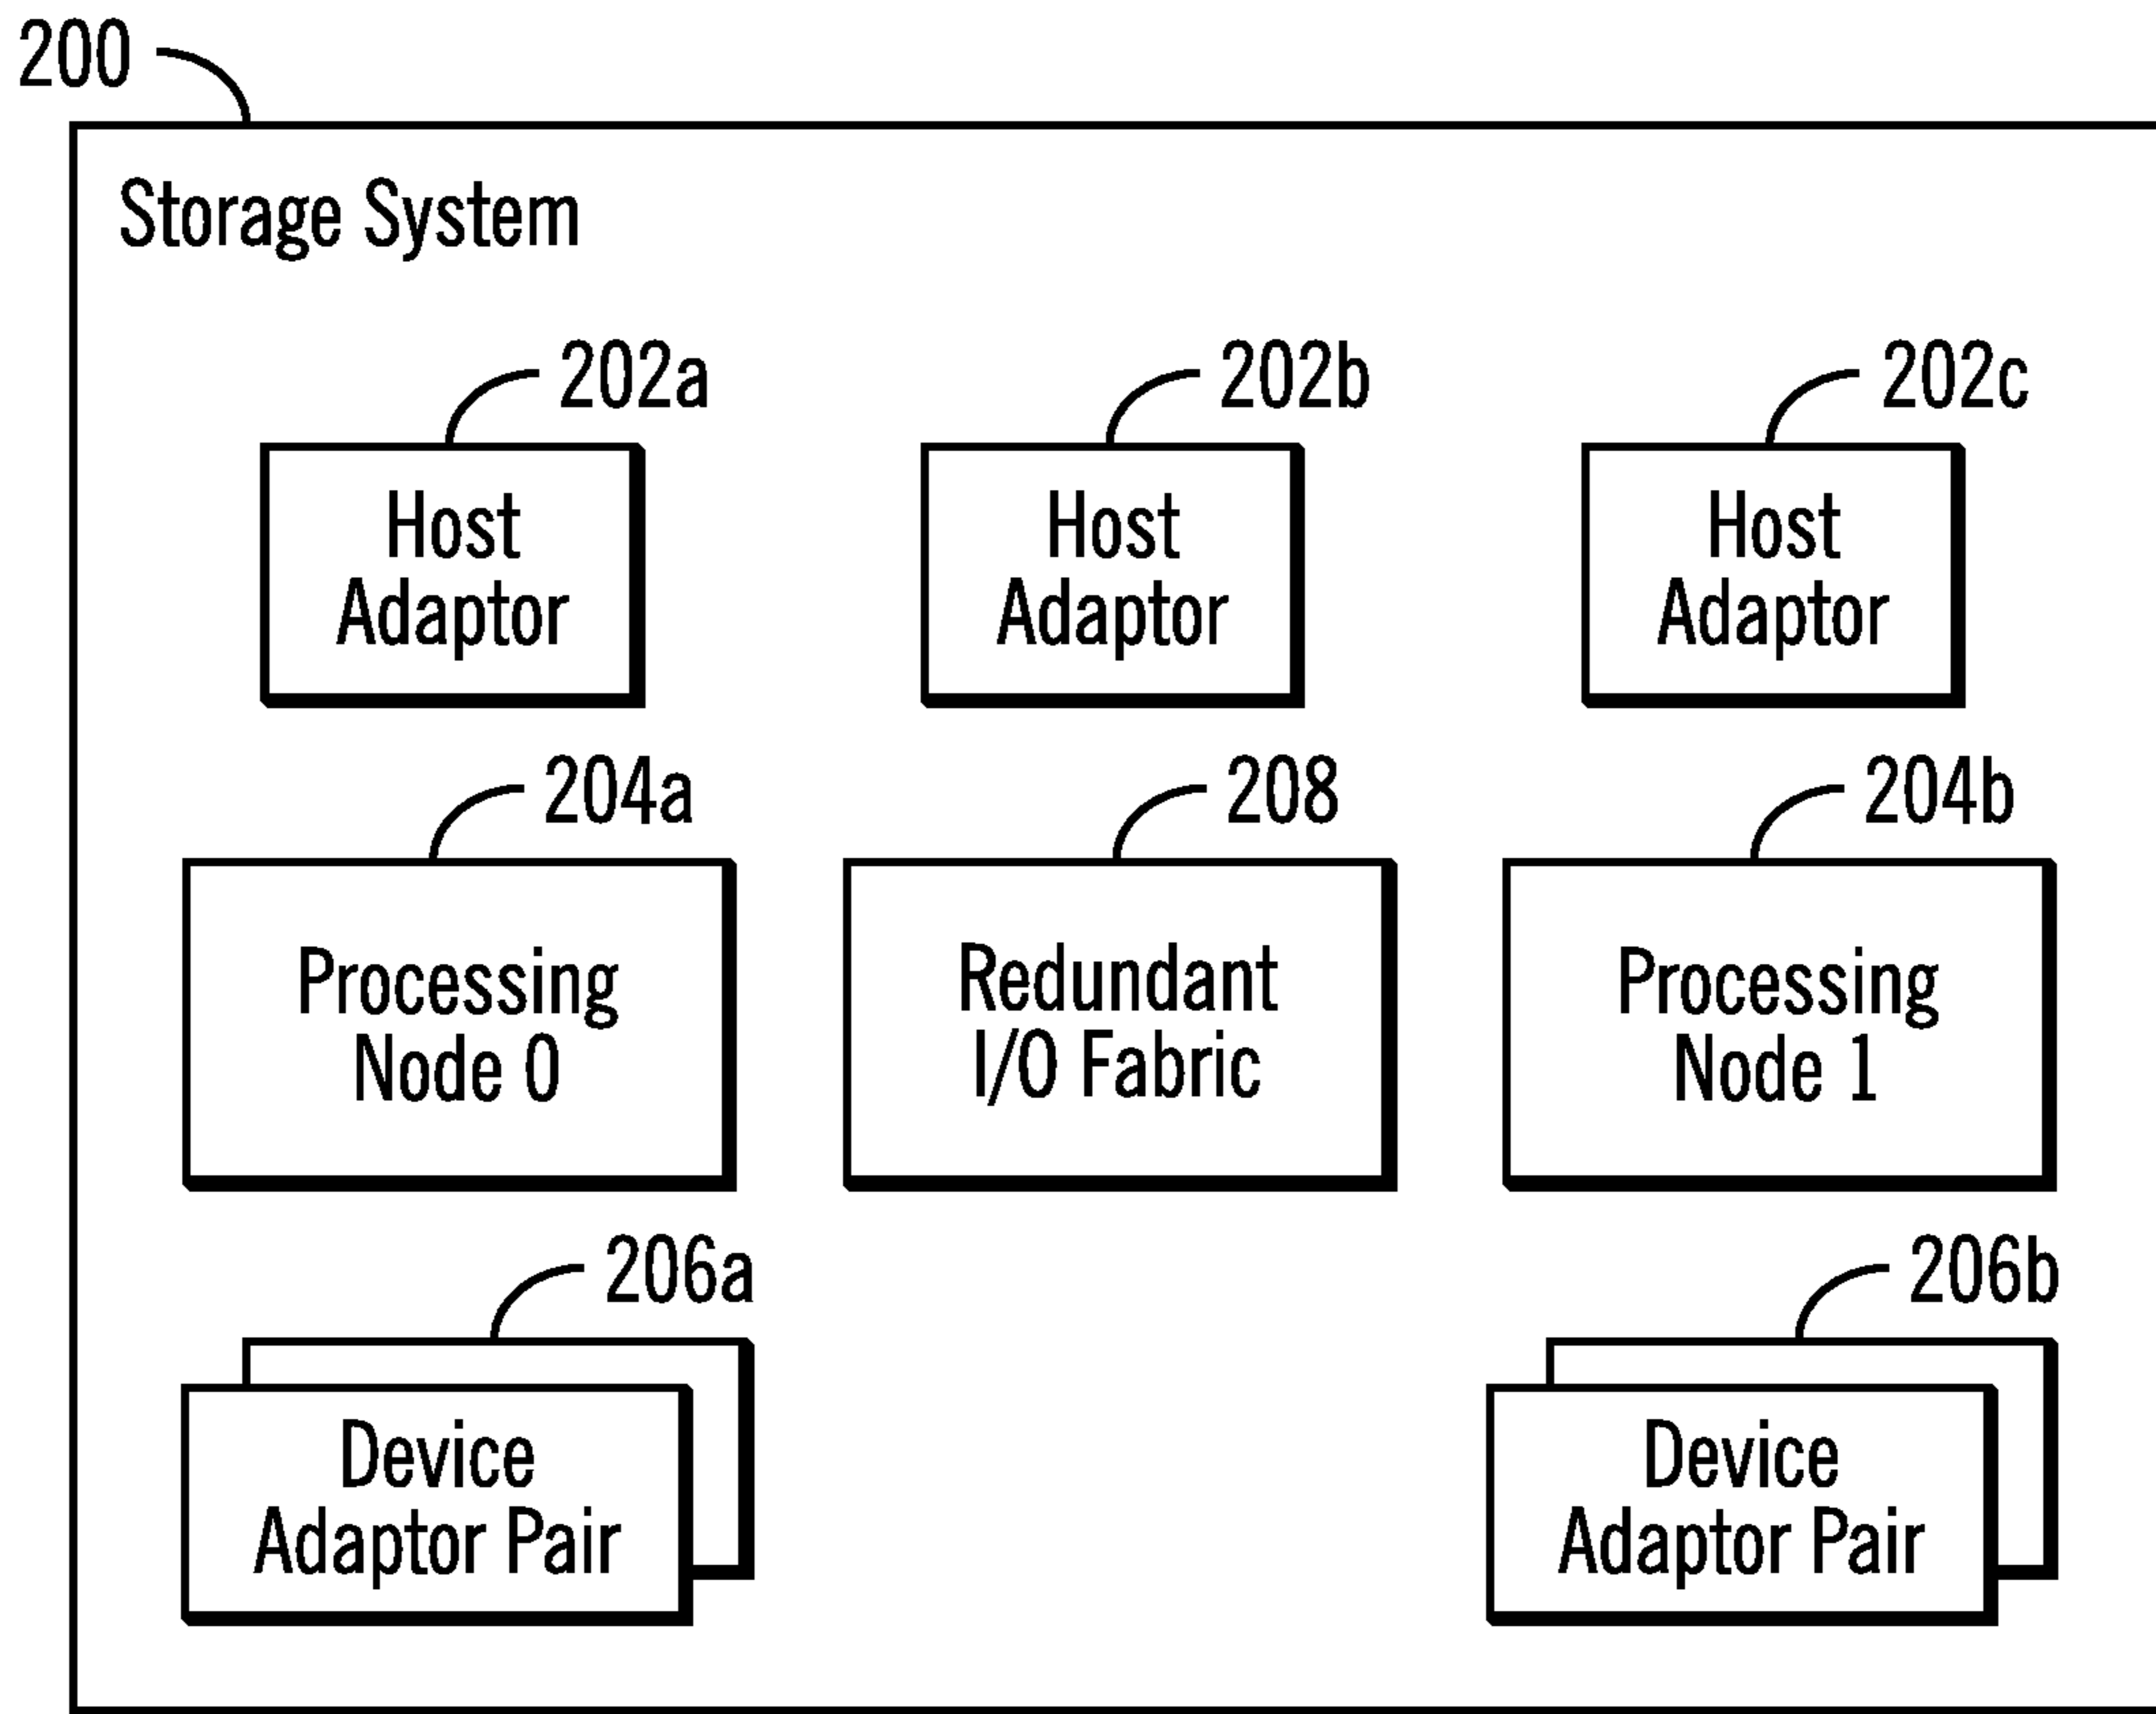 200
Storage System
202a
202b
202c
Host
Adaptor
Host
Adaptor
Host
Adaptor
204a
208
204b
Processing
Node 0
Redundant
I/O Fabric
Processing
Node 1
206a
206b
Device
Adaptor Pair
Device
Adaptor Pair